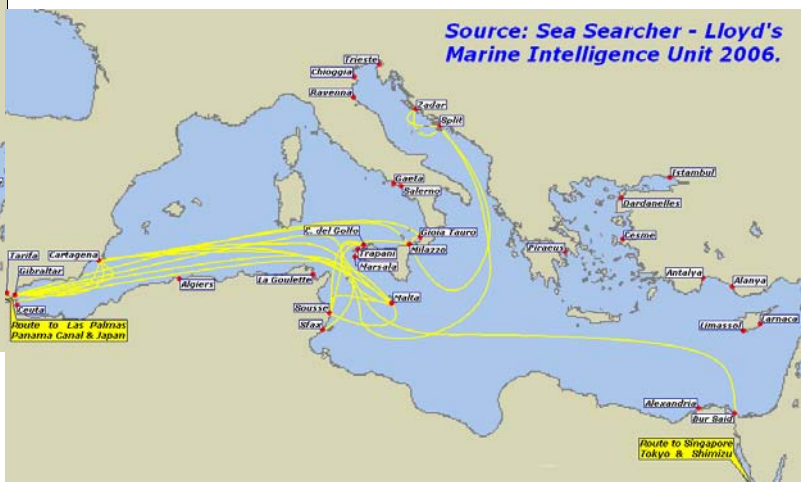 Source: Sea Searcher - Lloyd's
Marine Intelligence Unit 2006.
Trieste
Chioggia
Ravenna
Zadar
Split
Gaeta
Salerno
Istambul
Dardanelles
Cesme
Piraeus
C. del Golfo
Gioia Tauro
Milazzo
Trapani
Marsala
Tarifa
Cartagena
Gibraltar
Ceuta
Algiers
La Goulette
Malta
Sousse
Sfax
Antalya
Alanya
Limassol
Larnaca
Route to Las Palmas
Panama Canal & Japan
Alexandria
Bur Said
Route to Singapore
Tokyo & Shimizu